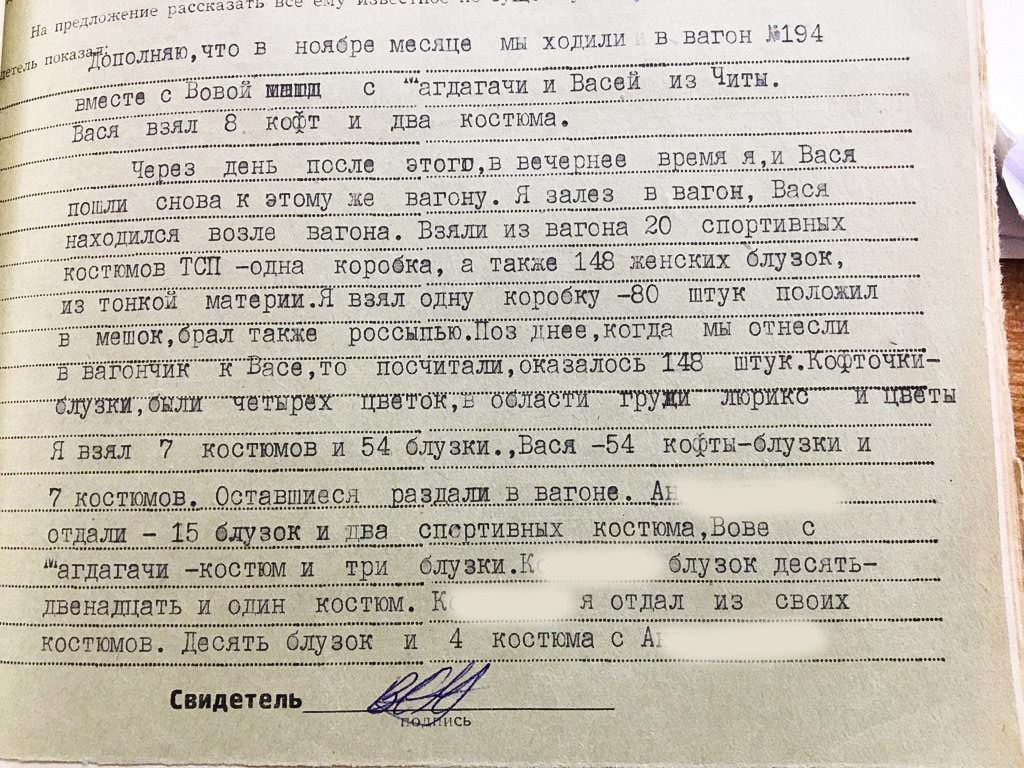 На предложение рассказать все ему известное по
детель показал:
Дополняю,что в ноябре месяце мы ходили в вагон №194
вместе с Вовой с Магдагачи и Васей из Читы.
Вася взял 8 кофт и два костюма.
Через день после этого,в вечернее время я,и Вася
пошли снова к этому же вагону. Я залез в вагон, Вася
находился возле вагона. Взяли из вагона 20 спортивных
костюмов ТСП -одна коробка, а также 148 женских блузок,
из тонкой материи.Я взял одну коробку -80 штук положил
в мешок,брал также россыпью.Поз днее,когда мы отнесли
в вагончик к Васе,то посчитали,оказалось 148 штук.Кофточки-
блузки,были четырех цветок,в области груди люрикс и цветы
Я взял 7 костюмов и 54 блузки.,Вася -54 кофты-блузки и
7 костюмов. Оставшиеся раздали в вагоне. Ан
отдали - 15 блузок и два спортивных костюма,Вове с
Магдагачи -костюм и три блузки.К блузок десять-
двенадцать и один костюм. К я отдал из своих
костюмов. Десять блузок и 4 костюма с А
Свидетель
подпись